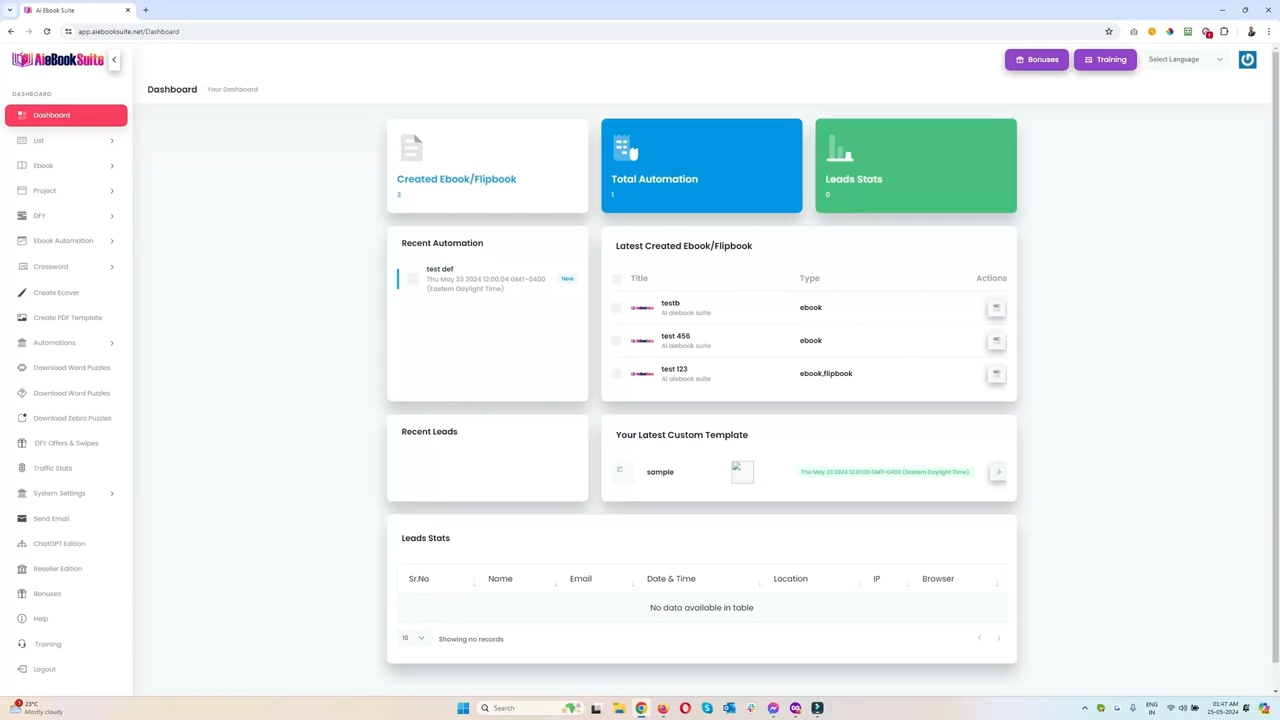 Ai Ebook Suite
app.aiebooksuite.net/Dashboard
AieBookSuite
Bonuses
Training
Select Language
DASHBOARD
Dashboard
List
Ebook
Project
DFY
Ebook Automation
Crossword
Create Ecover
Create PDF Template
Automations
Download Word Puzzles
Download Word Puzzles
Download Zebro Puzzles
DFY Offers & Swipes
Traffic Stats
System Settings
Send Email
ChatGPT Edition
Reseller Edition
Bonuses
Help
Training
Logout
Dashboard Your Dashboard
Created Ebook/Flipbook
3
Total Automation
1
Leads Stats
0
Recent Automation
test def
Thu May 23 2024 12:00:04 GMT-0400
(Eastern Daylight Time)
New
Latest Created Ebook/Flipbook
Title Type Actions
testb
AI aiebook suite
ebook
test 456
AI aiebook suite
ebook
test 123
AI aiebook suite
ebook,flipbook
Recent Leads
Your Latest Custom Template
sample
Thu May 23 2024 12:01:09 GMT-0400 (Eastern Daylight Time)
Leads Stats
Sr.No Name Email Date & Time Location IP Browser
No data available in table
10
Showing no records
1
23°C
Mostly cloudy
Search
ENG
IN
01:47 AM
25-05-2024